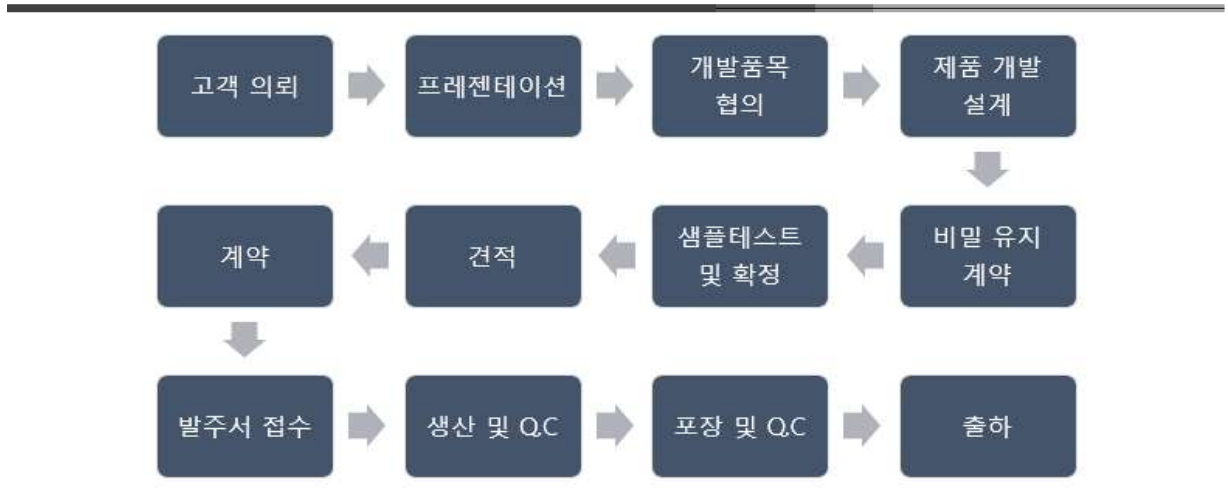 고객 의뢰
프레젠테이션
개발품목
협의
제품 개발
설계
비밀 유지
계약
샘플테스트
및 확정
견적
계약
발주서 접수
생산 및 QC
포장 및 QC
출하